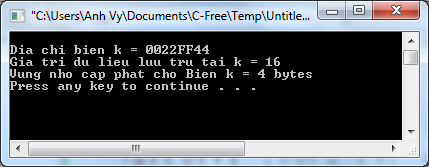 "C:\Users\Anh Vy\Documents\C-Free\Temp\Untitle...
Dia chi bien k = 0022FF44
Gia tri du lieu luu tru tai k = 16
Vung nho cap phat cho Bien k = 4 bytes
Press any key to continue . . .